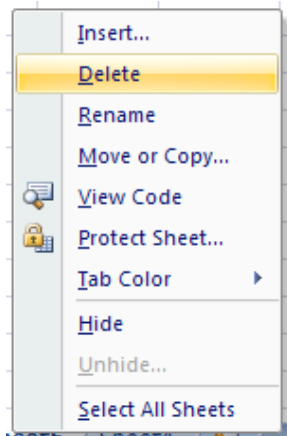 Insert...
Delete
Rename
Move or Copy...
View Code
Protect Sheet...
Tab Color
Hide
Unhide...
Select All Sheets